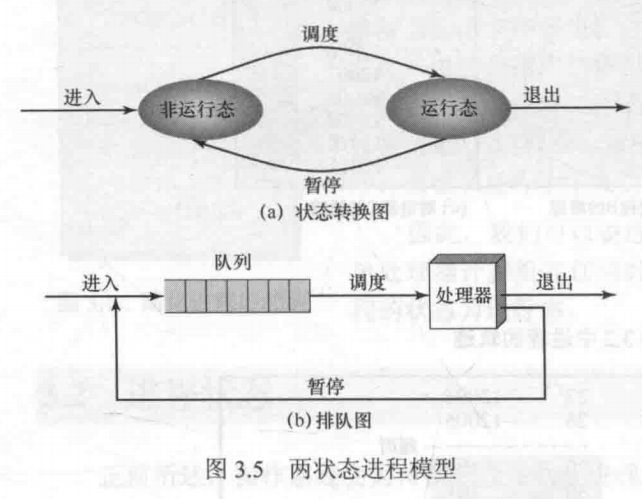 调度
进入
非运行态
运行态
退出
暂停
(a) 状态转换图
队列
进入
调度
处理器
退出
暂停
(b) 排队图
图 3.5 两状态进程模型